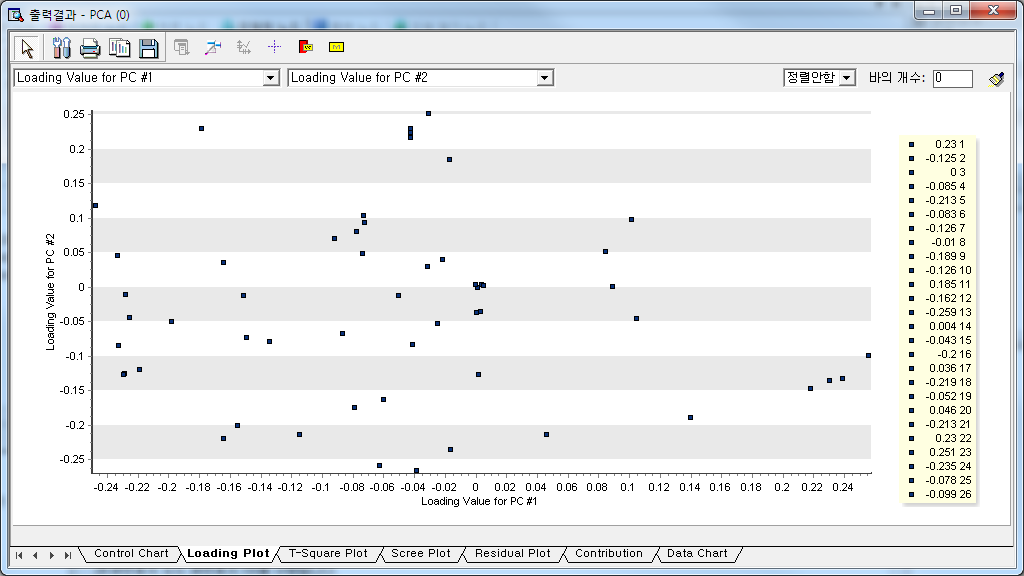 출력결과 - PCA (0)
Loading Value for PC #1
Loading Value for PC #2
정렬안함
바의 개수: 0
0.25
0.2
0.15
0.1
0.05
0
-0.05
-0.1
-0.15
-0.2
-0.25
Loading Value for PC #2
-0.24 -0.22 -0.2 -0.18 -0.16 -0.14 -0.12 -0.1 -0.08 -0.06 -0.04 -0.02 0 0.02 0.04 0.06 0.08 0.1 0.12 0.14 0.16 0.18 0.2 0.22 0.24
Loading Value for PC #1
0.23 1
-0.125 2
0 3
-0.085 4
-0.213 5
-0.083 6
-0.126 7
-0.01 8
-0.189 9
-0.126 10
0.185 11
-0.162 12
-0.259 13
0.004 14
-0.043 15
-0.2 16
0.036 17
-0.219 18
-0.052 19
0.046 20
-0.213 21
0.23 22
0.251 23
-0.235 24
-0.078 25
-0.099 26
Control Chart
Loading Plot
T-Square Plot
Scree Plot
Residual Plot
Contribution
Data Chart